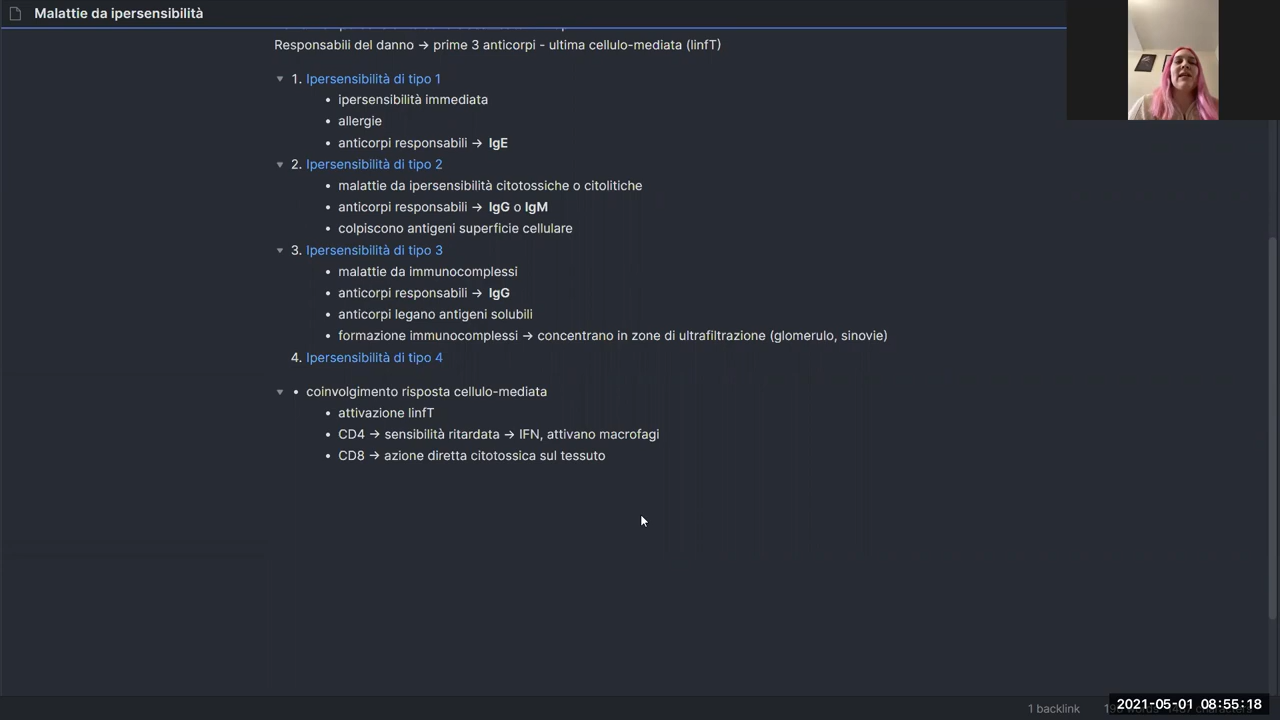 Malattie da ipersensibilità
Responsabili del danno → prime 3 anticorpi - ultima cellulo-mediata (linfT)
1. Ipersensibilità di tipo 1
• ipersensibilità immediata
• allergie
• anticorpi responsabili → IgE
2. Ipersensibilità di tipo 2
• malattie da ipersensibilità citotossiche o citolitiche
• anticorpi responsabili → IgG o IgM
• colpiscono antigeni superficie cellulare
3. Ipersensibilità di tipo 3
• malattie da immunocomplessi
• anticorpi responsabili → IgG
• anticorpi legano antigeni solubili
• formazione immunocomplessi → concentrano in zone di ultrafiltrazione (glomerulo, sinovie)
4. Ipersensibilità di tipo 4
• coinvolgimento risposta cellulo-mediata
• attivazione linfT
• CD4 → sensibilità ritardata → IFN, attivano macrofagi
• CD8 → azione diretta citotossica sul tessuto
1 backlink
2021-05-01 08:55:18